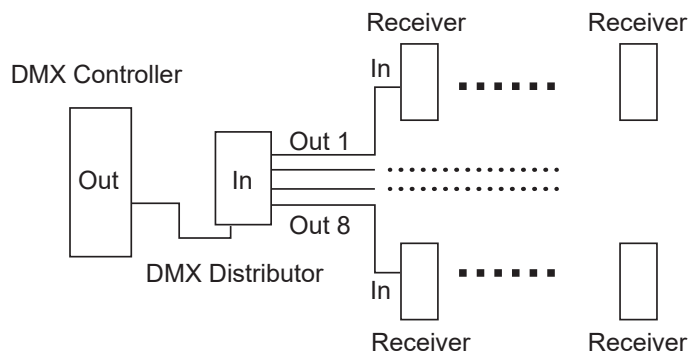 Receiver
Receiver
DMX Controller
In
Out 1
Out
In
Out 8
DMX Distributor
In
Receiver
Receiver